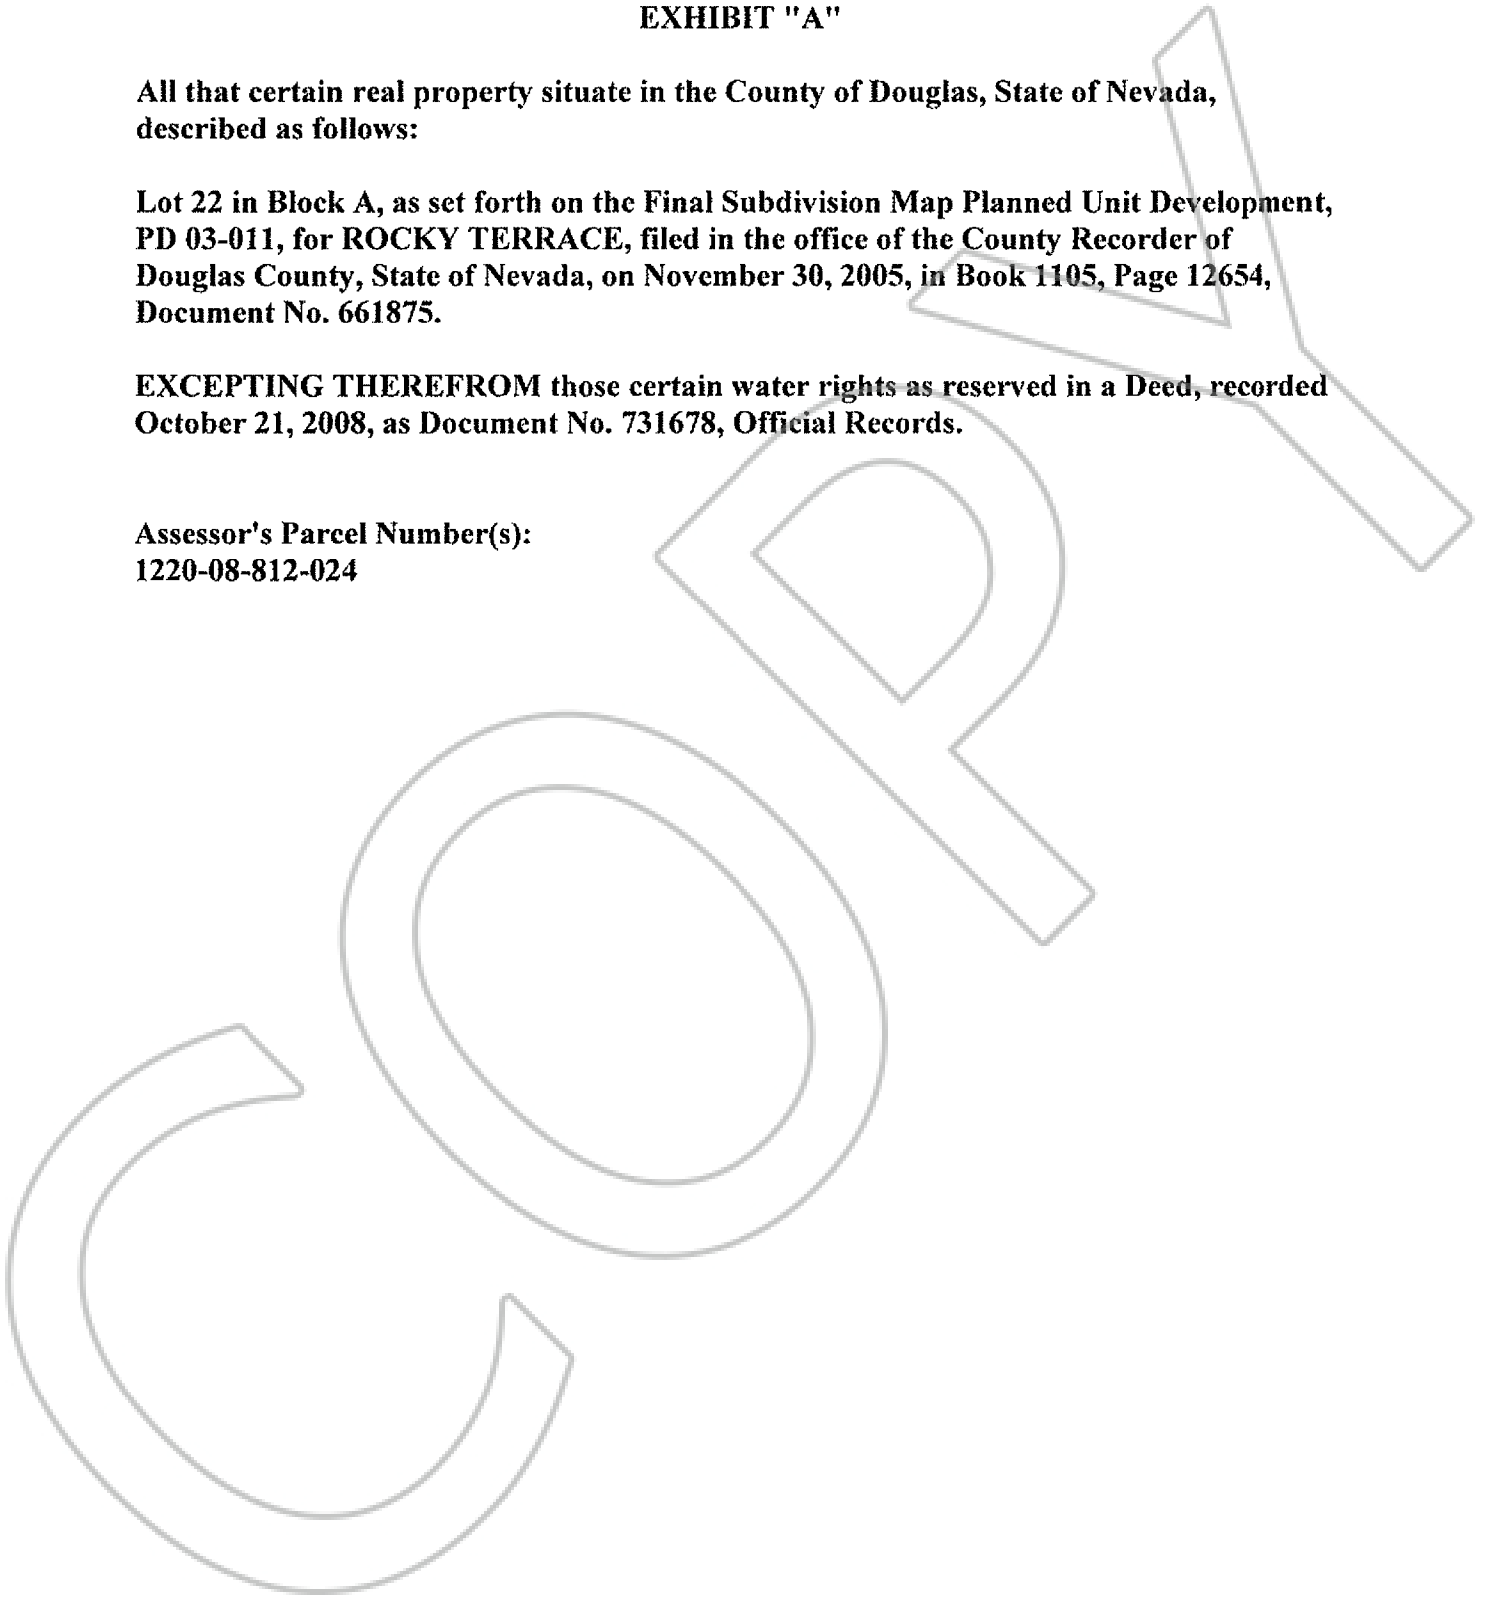 EXHIBIT "A"
All that certain real property situate in the County of Douglas, State of Nevada,
described as follows:
Lot 22 in Block A, as set forth on the Final Subdivision Map Planned Unit Development,
PD 03-011, for ROCKY TERRACE, filed in the office of the County Recorder of
Douglas County, State of Nevada, on November 30, 2005, in Book 1105, Page 12654,
Document No. 661875.
EXCEPTING THEREFROM those certain water rights as reserved in a Deed, recorded
October 21, 2008, as Document No. 731678, Official Records.
Assessor's Parcel Number(s):
1220-08-812-024
COPY